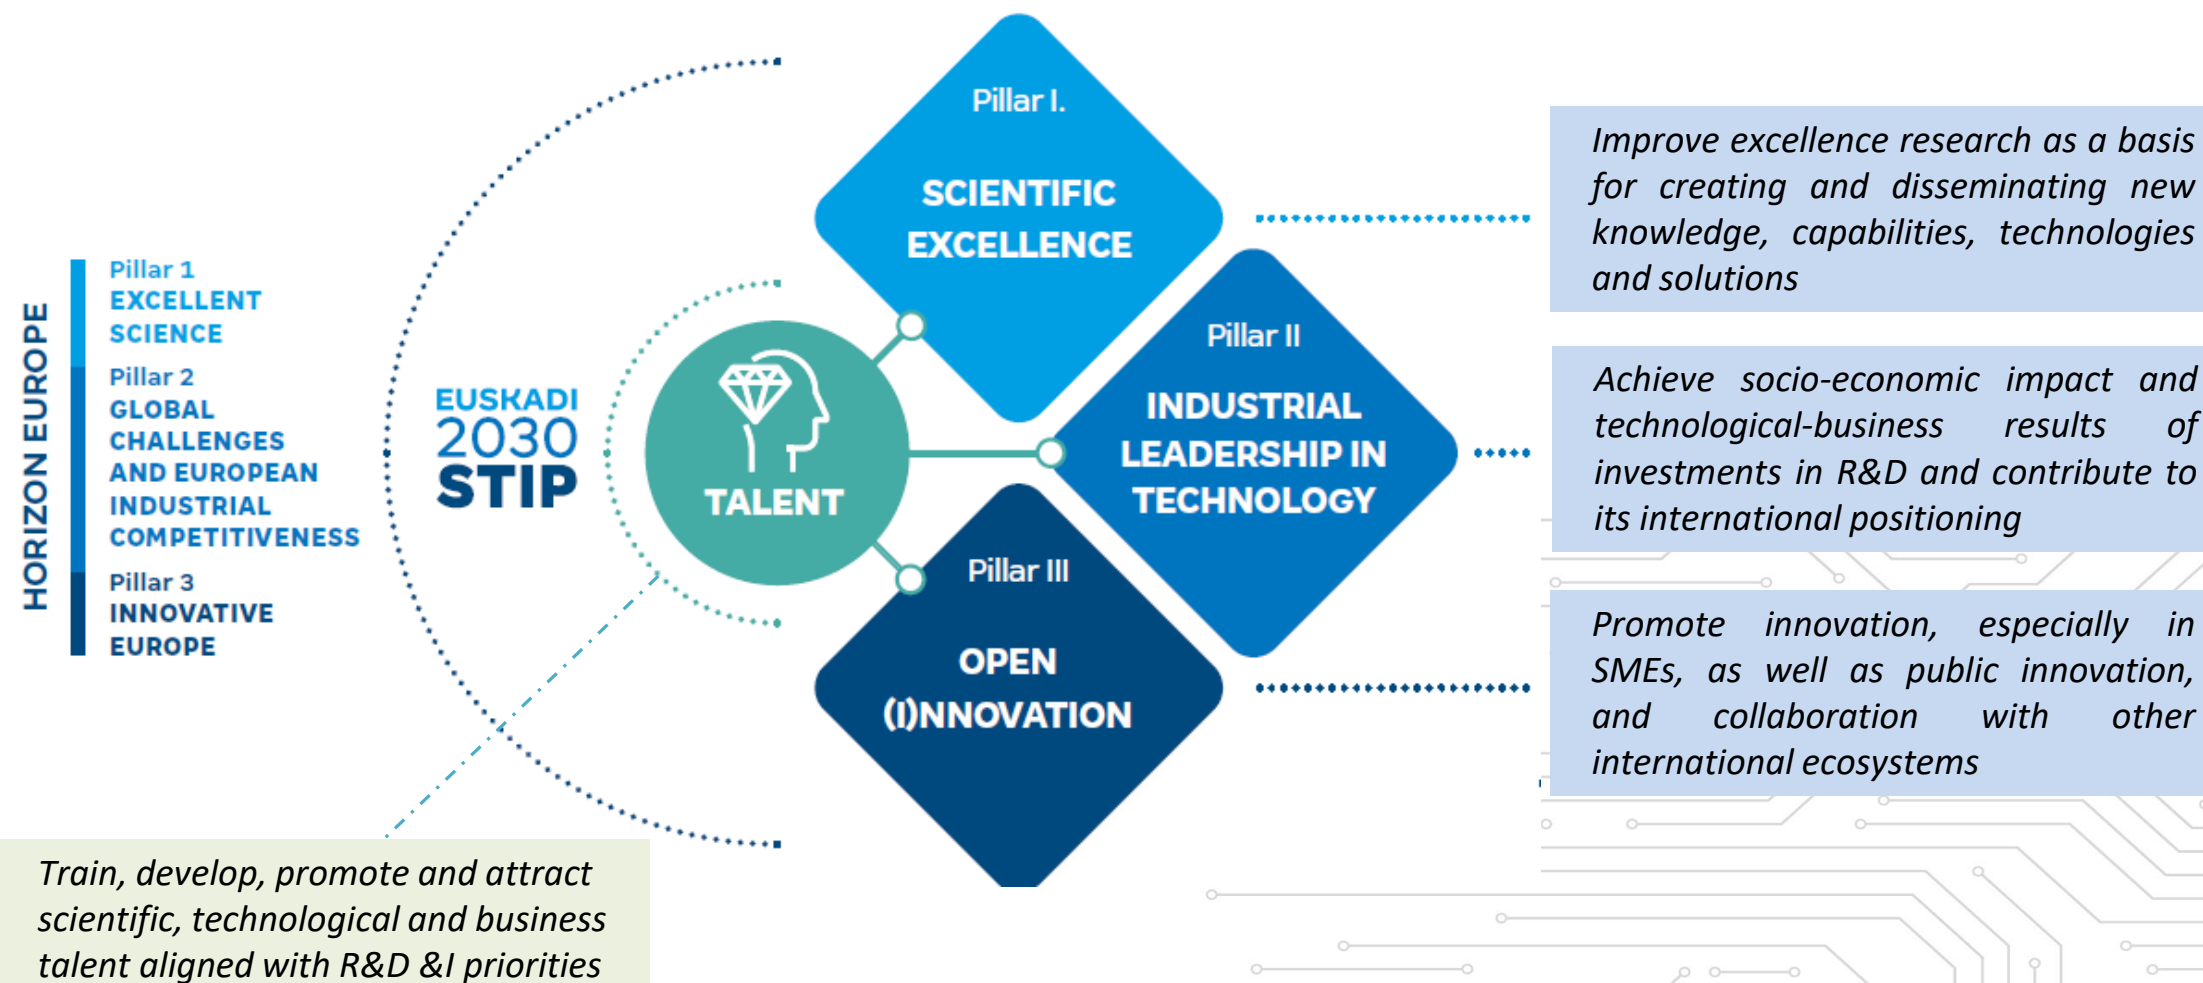 HORIZON EUROPE
Pillar 1
EXCELLENT
SCIENCE
Pillar 2
GLOBAL
CHALLENGES
AND EUROPEAN
INDUSTRIAL
COMPETITIVENESS
Pillar 3
INNOVATIVE
EUROPE
EUSKADI
2030
STIP
TALENT
Pillar I.
SCIENTIFIC
EXCELLENCE
Pillar II
INDUSTRIAL
LEADERSHIP IN
TECHNOLOGY
Pillar III
OPEN
(I)NNOVATION
Improve excellence research as a basis
for creating and disseminating new
knowledge, capabilities, technologies
and solutions
Achieve socio-economic impact and
technological-business results of
investments in R&D and contribute to
its international positioning
Promote innovation, especially in
SMEs, as well as public innovation,
and collaboration with other
international ecosystems
Train, develop, promote and attract
scientific, technological and business
talent aligned with R&D &I priorities